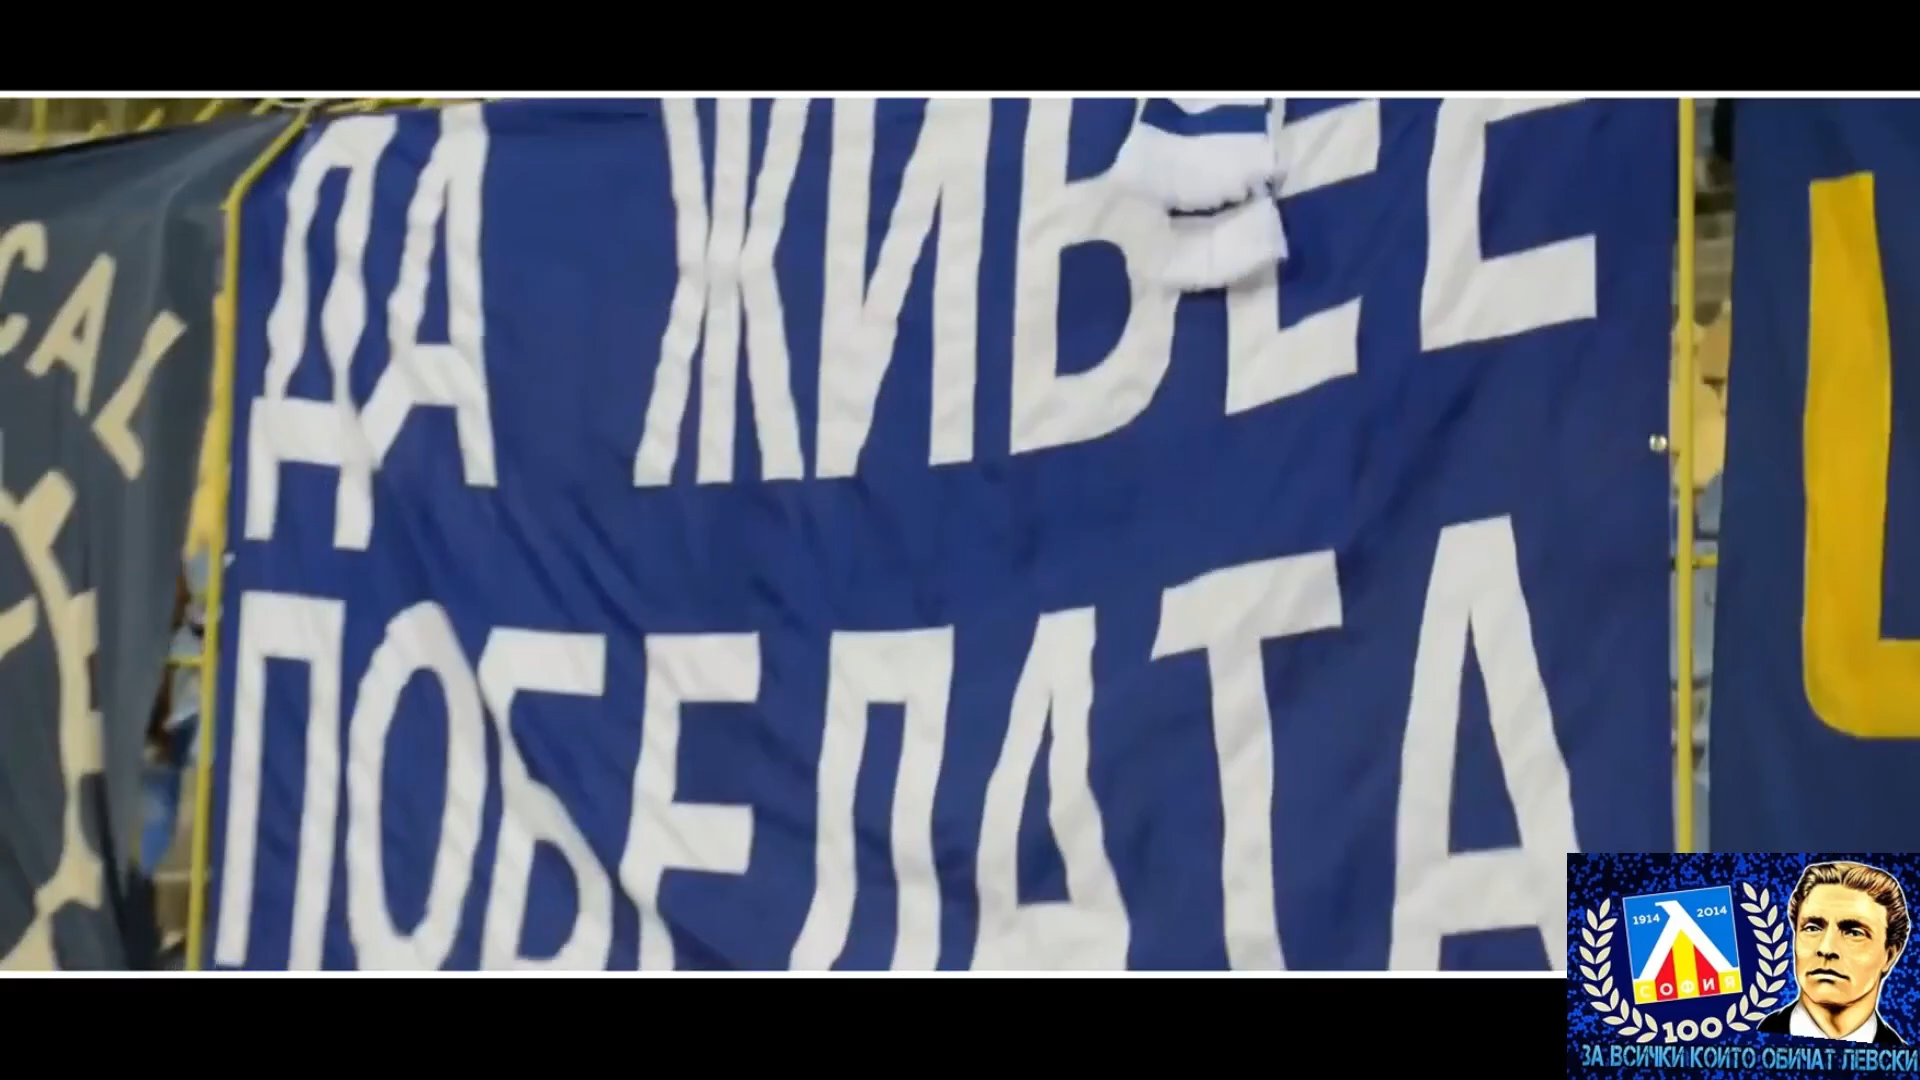 ДА ЖИВЕЕ
ПОБЕДАТА
CAL
1914 2014
СОФИЯ
100
ЗА ВСИЧКИ КОИТО ОБИЧАТ ЛЕВСКИ